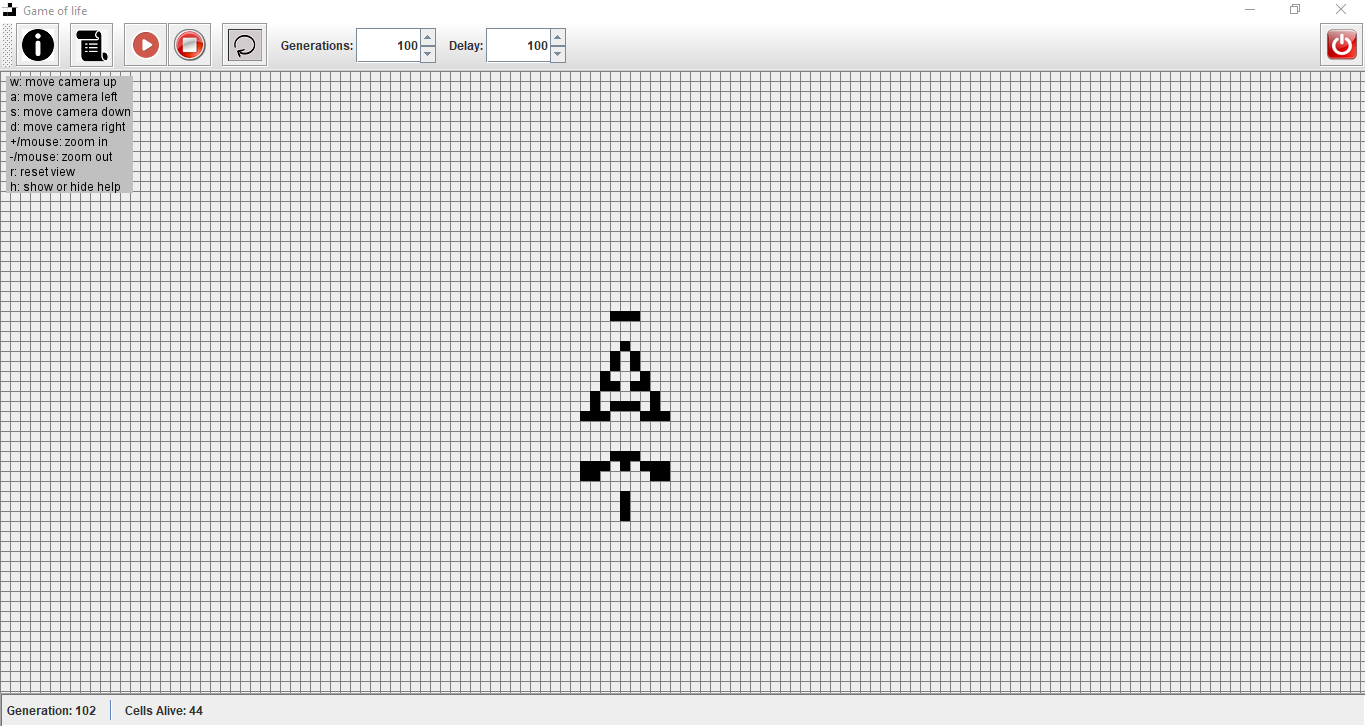 Game of life
Generations: 100 Delay: 100
w: move camera up
a: move camera left
s: move camera down
d: move camera right
+/mouse: zoom in
-/mouse: zoom out
r: reset view
h: show or hide help
Generation: 102 Cells Alive: 44